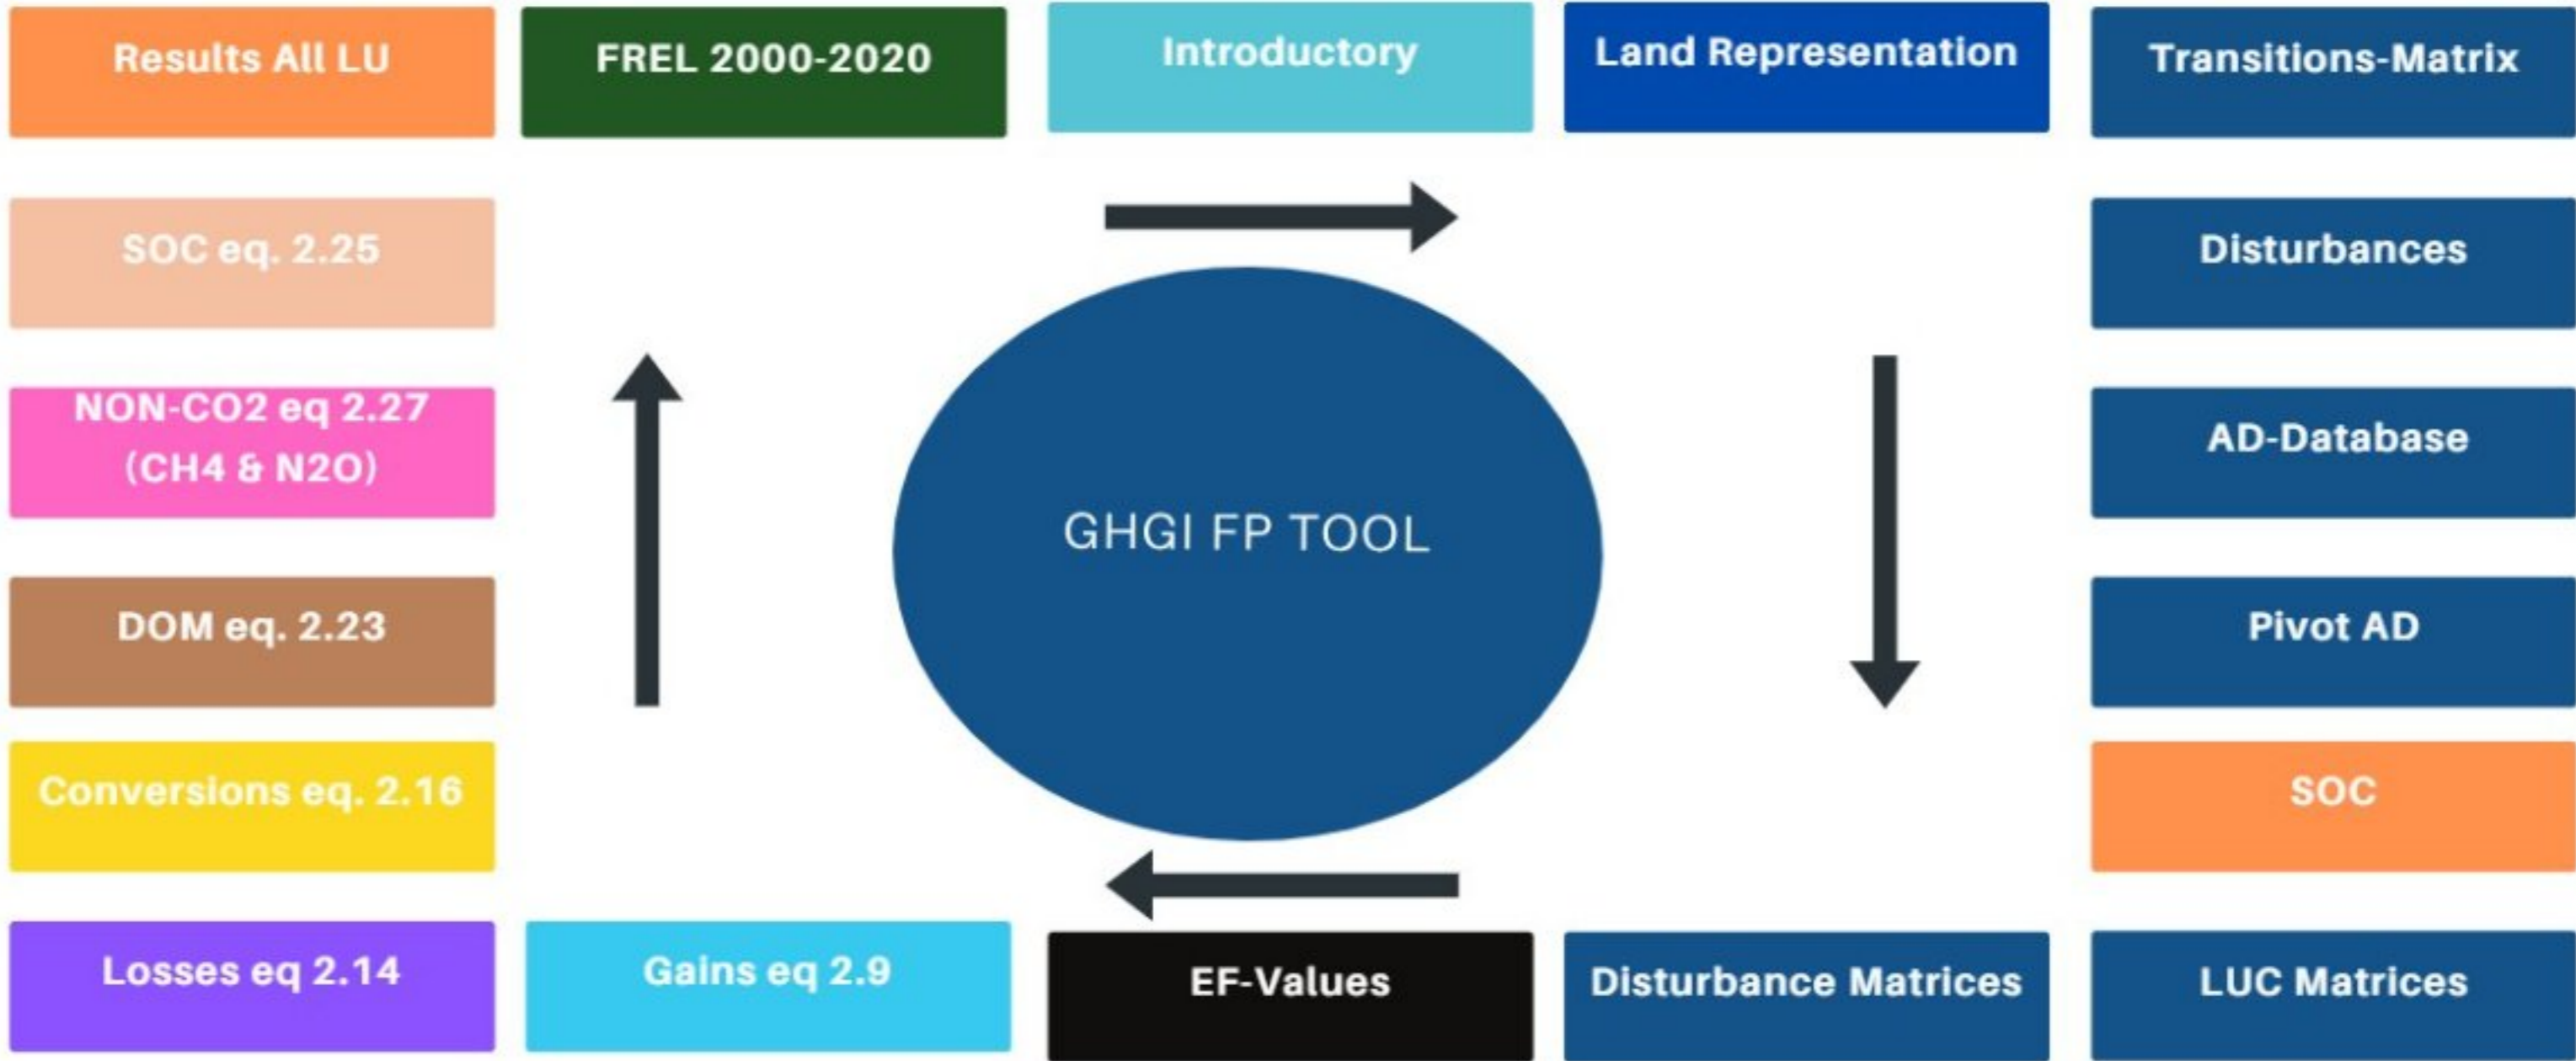 Results All LU
FREL 2000-2020
Introductory
Land Representation
Transitions-Matrix
SOC eq. 2.25
Disturbances
NON-CO2 eq 2.27
(CH4 & N2O)
AD-Database
GHGI FP TOOL
DOM eq. 2.23
Pivot AD
Conversions eq. 2.16
SOC
Losses eq 2.14
Gains eq 2.9
EF-Values
Disturbance Matrices
LUC Matrices